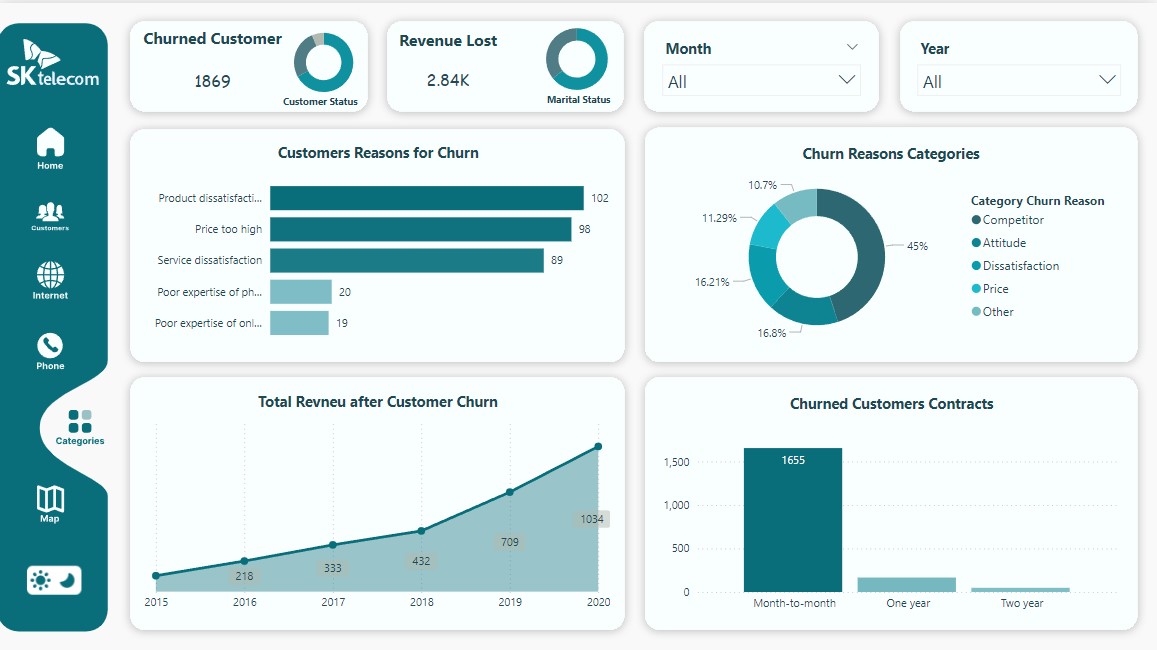 SK telecom
Home
Customers
Internet
Phone
Categories
Map
Churned Customer
1869
Customer Status
Revenue Lost
2.84K
Marital Status
Month
All
Year
All
Customers Reasons for Churn
Product dissatisfacti... 102
Price too high 98
Service dissatisfaction 89
Poor expertise of ph... 20
Poor expertise of onl... 19
Churn Reasons Categories
10.7%
11.29%
16.21%
16.8%
45%
Category Churn Reason
Competitor
Attitude
Dissatisfaction
Price
Other
Total Revneu after Customer Churn
218
333
432
709
1034
2015 2016 2017 2018 2019 2020
Churned Customers Contracts
1655
1,500
1,000
500
0
Month-to-month One year Two year